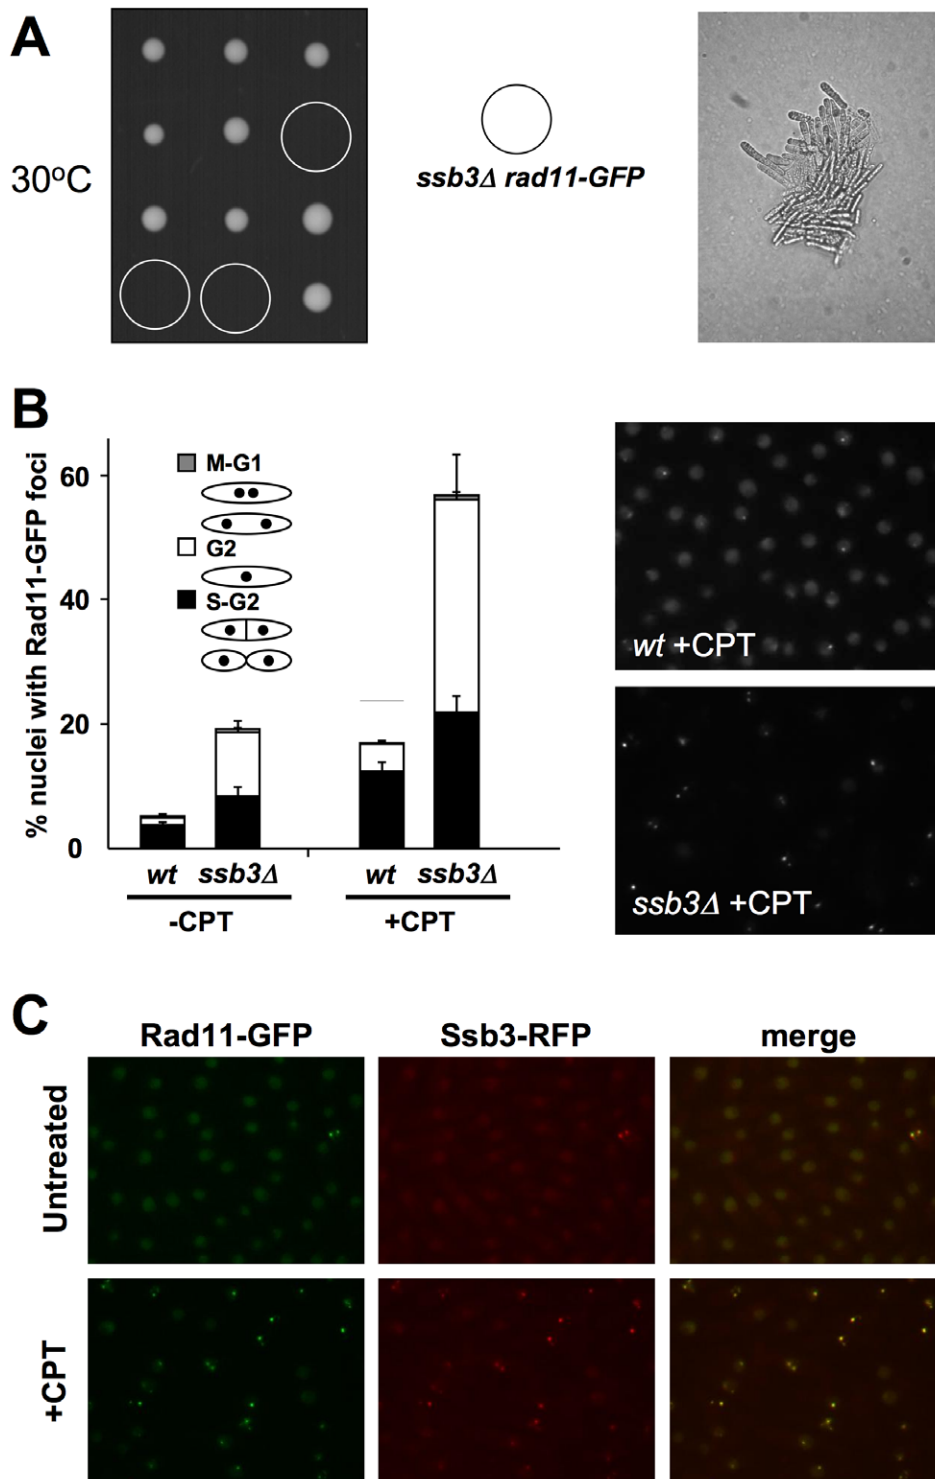 A
30°C
ssb3Δ rad11-GFP
B
% nuclei with Rad11-GFP foci
60
40
20
0
M-G1
G2
S-G2
wt
ssb3Δ
wt
ssb3Δ
-CPT
+CPT
wt +CPT
ssb3Δ +CPT
C
Rad11-GFP
Ssb3-RFP
merge
Untreated
+CPT